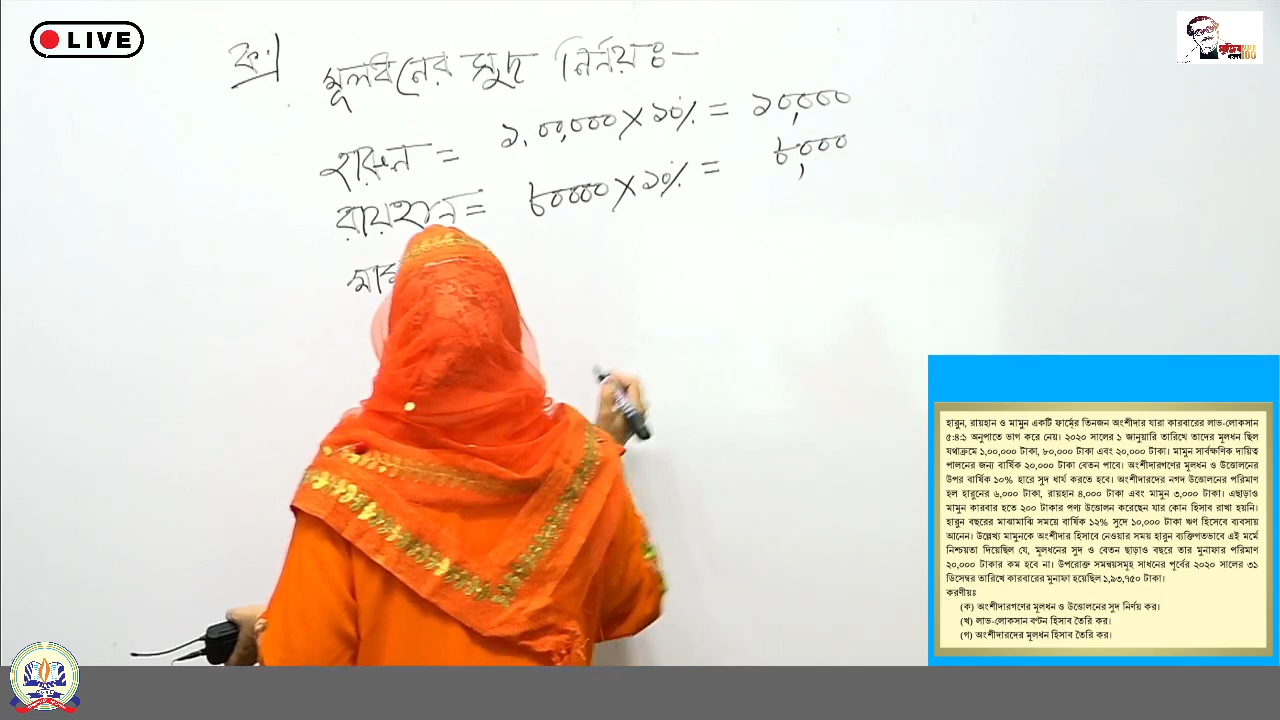 LIVE
ক)
মূলধনের সুদ নির্নয়ঃ-
হারুন = ১,০০,০০০ X ১০% = ১০,০০০
রায়হান = ৮০০০০ X ১০% = ৮,০০০
মাম
হারুন, রায়হান ও মামুন একটি ফার্মের তিনজন অংশীদার যারা কারবারের লাভ-লোকসান
৫:৪:১ অনুপাতে ভাগ করে নেয়। ২০২০ সালের ১ জানুয়ারি তারিখে তাদের মূলধন ছিল
যথাক্রমে ১,০০,০০০ টাকা, ৮০,০০০ টাকা এবং ২০,০০০ টাকা। মামুন সার্বক্ষণিক দায়িত্ব
পালনের জন্য বার্ষিক ২০,০০০ টাকা বেতন পাবে। অংশীদারগণের মূলধন ও উত্তোলনের
উপর বার্ষিক ১০% হারে সুদ ধার্য করতে হবে। অংশীদারদের নগদ উত্তোলনের পরিমাণ
হল হারুনের ৬,০০০ টাকা, রায়হান ৪,০০০ টাকা এবং মামুন ৩,০০০ টাকা। এছাড়াও
মামুন কারবার হতে ২০০ টাকার পণ্য উত্তোলন করেছেন যার কোন হিসাব রাখা হয়নি।
হারুন বছরের মাঝামাঝি সময়ে বার্ষিক ১২% সুদে ১০,০০০ টাকা ঋণ হিসেবে ব্যবসায়
আনেন। উল্লেখ্য মামুনকে অংশীদার হিসাবে নেওয়ার সময় হারুন ব্যক্তিগতভাবে এই মর্মে
নিশ্চয়তা দিয়েছিল যে, মূলধনের সুদ ও বেতন ছাড়াও বছরে তার মুনাফার পরিমাণ
২০,০০০ টাকার কম হবে না। উপরোক্ত সমন্বয়সমূহ সাধনের পূর্বের ২০২০ সালের ৩১
ডিসেম্বর তারিখে কারবারের মুনাফা হয়েছিল ১,৯৩,৭৫০ টাকা।
করণীয়ঃ
(ক) অংশীদারগণের মূলধন ও উত্তোলনের সুদ নির্ণয় কর।
(খ) লাভ-লোকসান বণ্টন হিসাব তৈরি কর।
(গ) অংশীদারদের মূলধন হিসাব তৈরি কর।